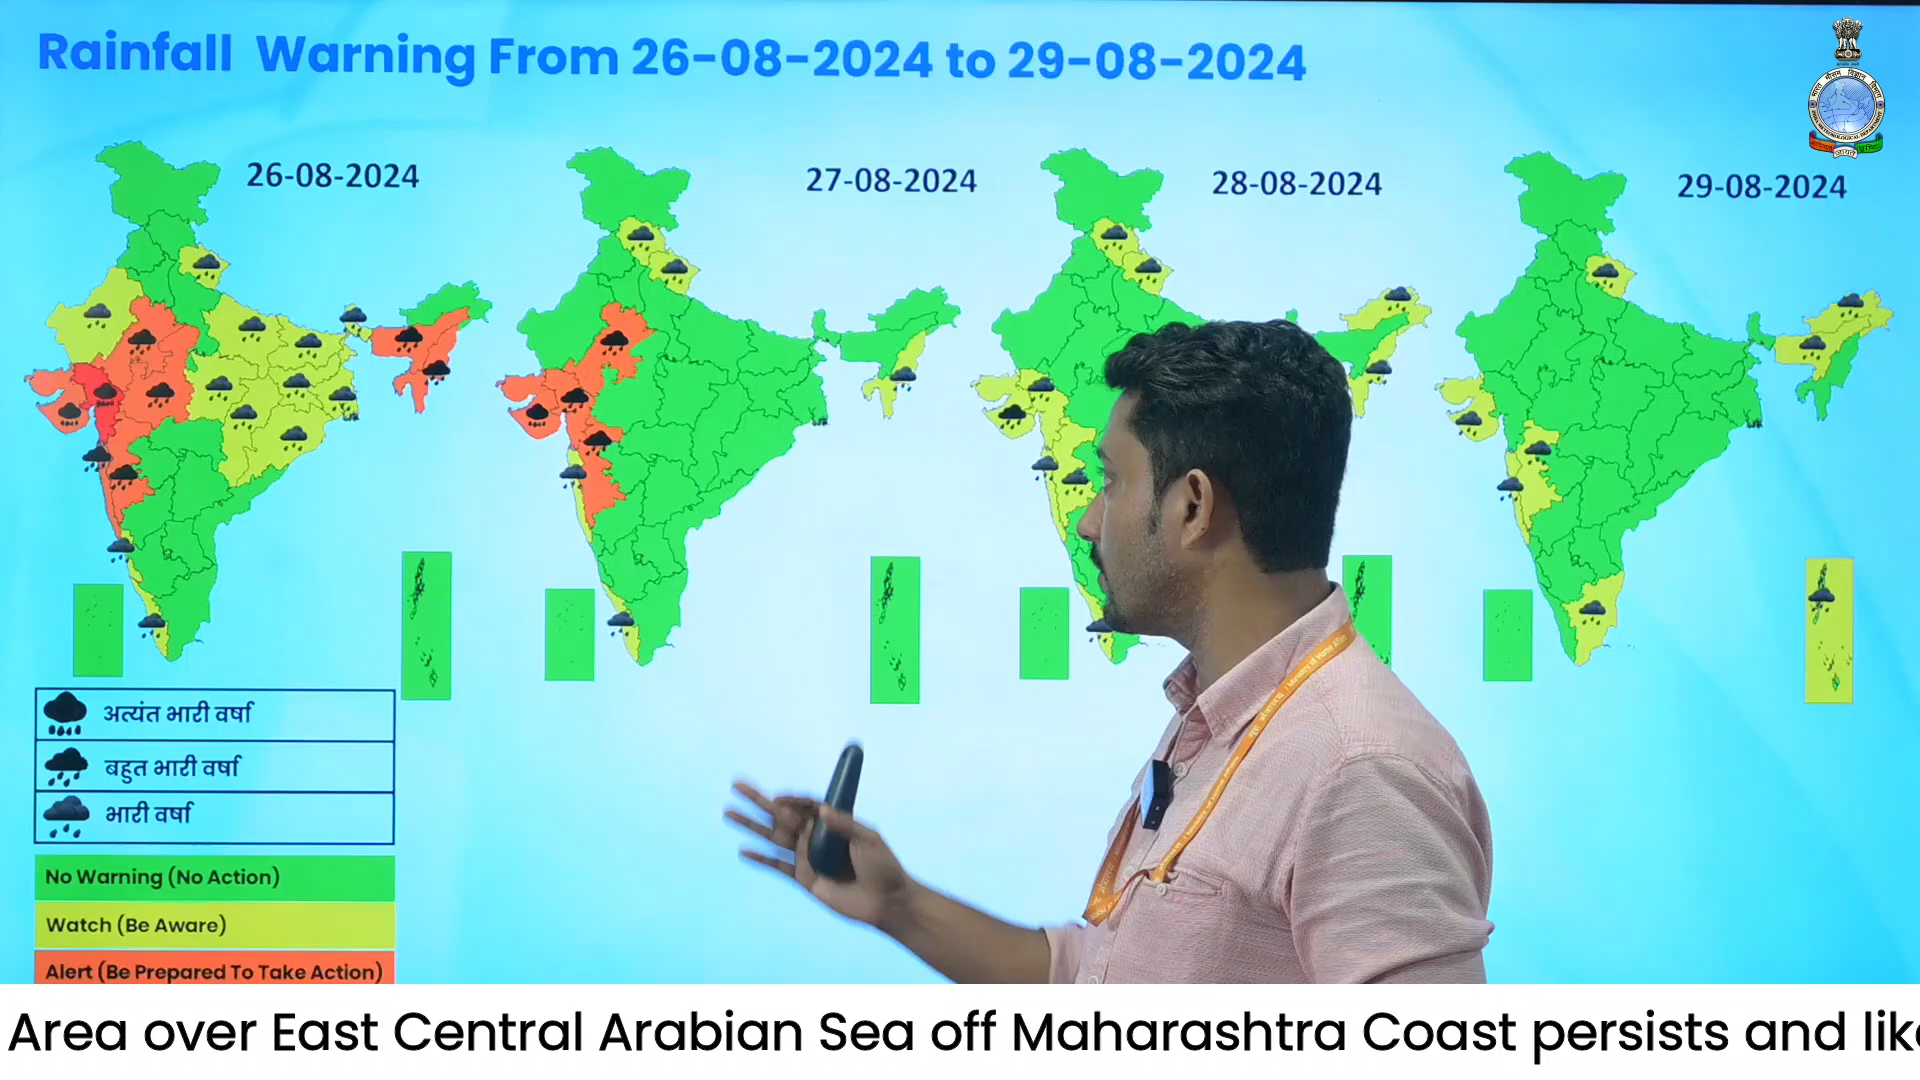 Rainfall Warning From 26-08-2024 to 29-08-2024
26-08-2024
27-08-2024
28-08-2024
29-08-2024
अत्यंत भारी वर्षा
बहुत भारी वर्षा
भारी वर्षा
No Warning (No Action)
Watch (Be Aware)
Alert (Be Prepared To Take Action)
Area over East Central Arabian Sea off Maharashtra Coast persists and